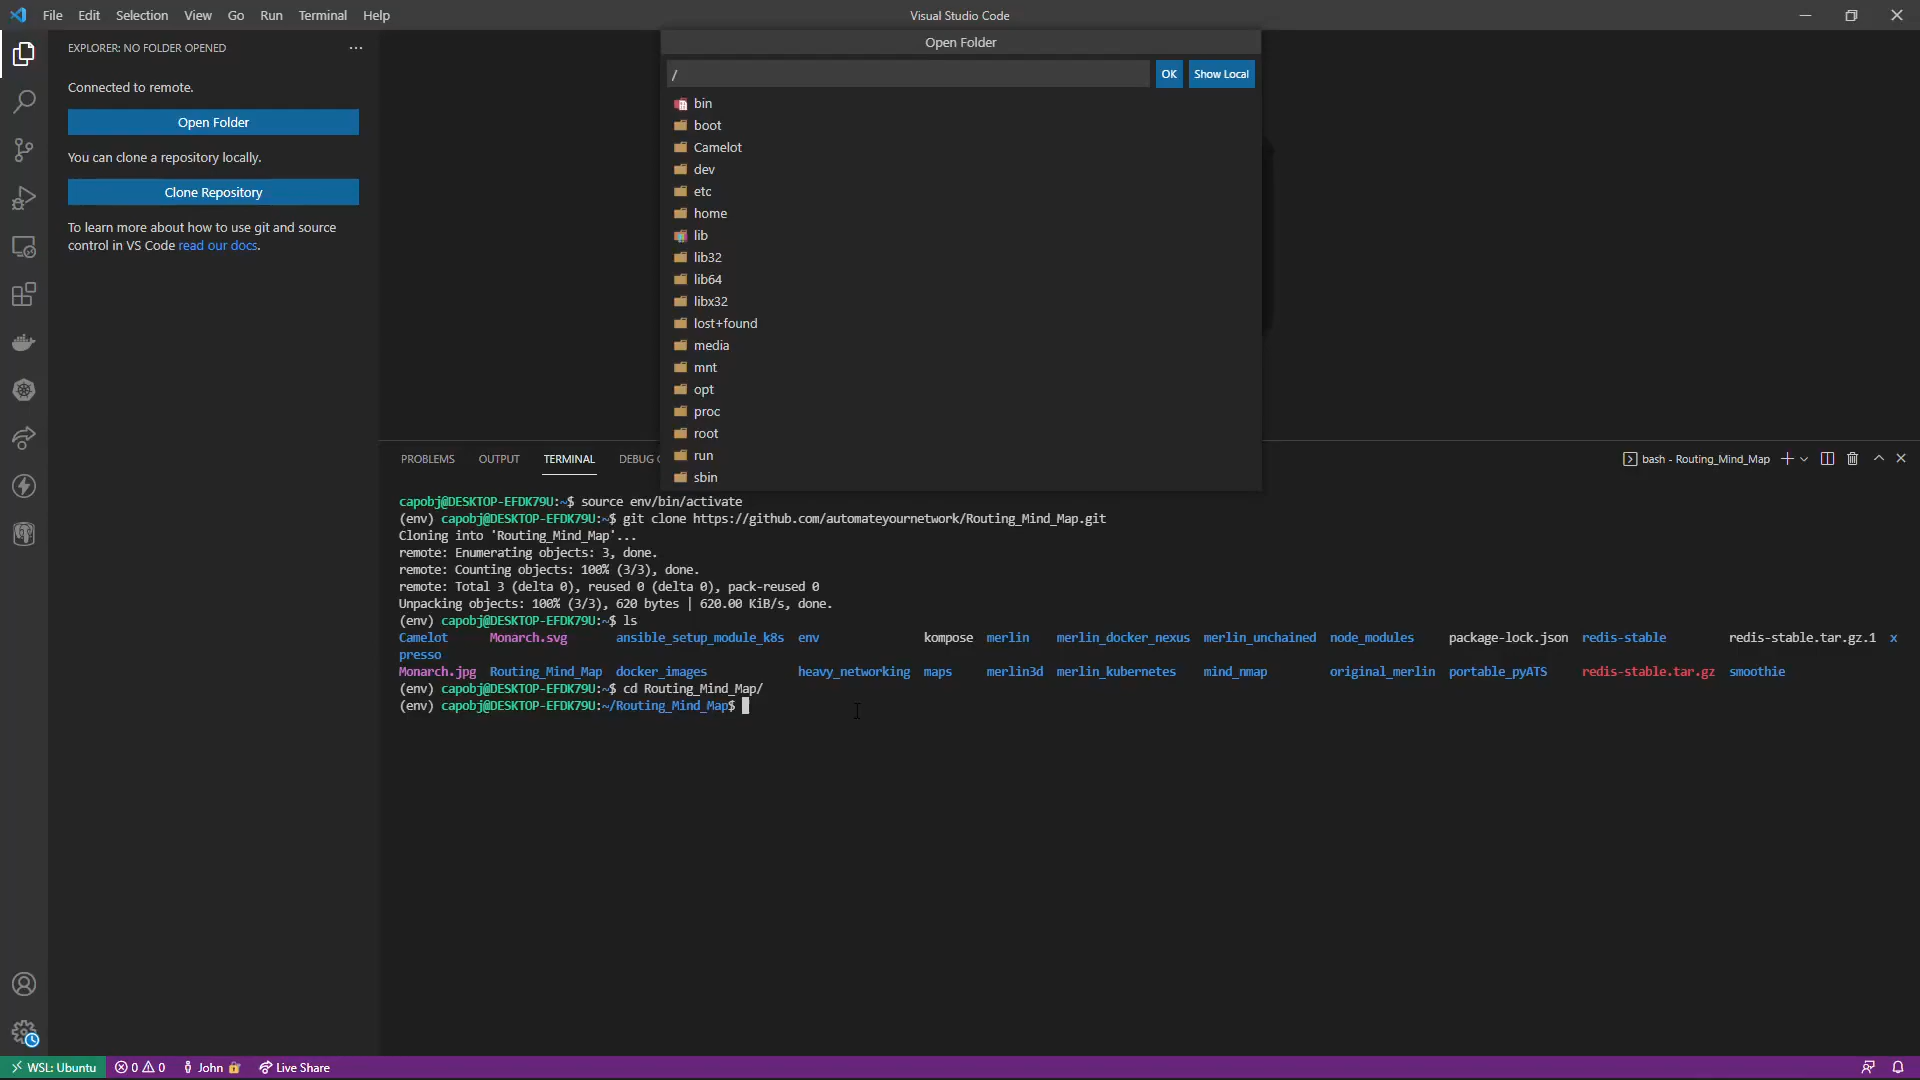 File Edit Selection View Go Run Terminal Help
Visual Studio Code
EXPLORER: NO FOLDER OPENED
Connected to remote.
Open Folder
You can clone a repository locally.
Clone Repository
To learn more about how to use git and source
control in VS Code read our docs.
Open Folder
/
OK
Show Local
bin
boot
Camelot
dev
etc
home
lib
lib32
lib64
libx32
lost+found
media
mnt
opt
proc
root
run
sbin
PROBLEMS OUTPUT TERMINAL DEBUG C
bash - Routing_Mind_Map
capobj@DESKTOP-EFDK79U:~$ source env/bin/activate
(env) capobj@DESKTOP-EFDK79U:~$ git clone https://github.com/automateyournetwork/Routing_Mind_Map.git
Cloning into 'Routing_Mind_Map'...
remote: Enumerating objects: 3, done.
remote: Counting objects: 100% (3/3), done.
remote: Total 3 (delta 0), reused 0 (delta 0), pack-reused 0
Unpacking objects: 100% (3/3), 620 bytes | 620.00 KiB/s, done.
(env) capobj@DESKTOP-EFDK79U:~$ ls
Camelot Monarch.svg ansible_setup_module_k8s env kompose merlin merlin_docker_nexus merlin_unchained node_modules package-lock.json redis-stable redis-stable.tar.gz.1 x
presso
Monarch.jpg Routing_Mind_Map docker_images heavy_networking maps merlin3d merlin_kubernetes mind_nmap original_merlin portable_pyATS redis-stable.tar.gz smoothie
(env) capobj@DESKTOP-EFDK79U:~$ cd Routing_Mind_Map/
(env) capobj@DESKTOP-EFDK79U:~/Routing_Mind_Map$
WSL: Ubuntu 0 0 John Live Share